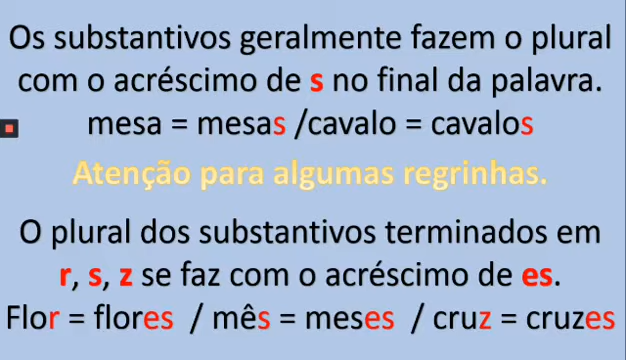 Os substantivos geralmente fazem o plural
com o acréscimo de s no final da palavra.
mesa = mesas /cavalo = cavalos
Atenção para algumas regrinhas.
O plural dos substantivos terminados em
r, s, z se faz com o acréscimo de es.
Flor = flores / mês = meses / cruz = cruzes